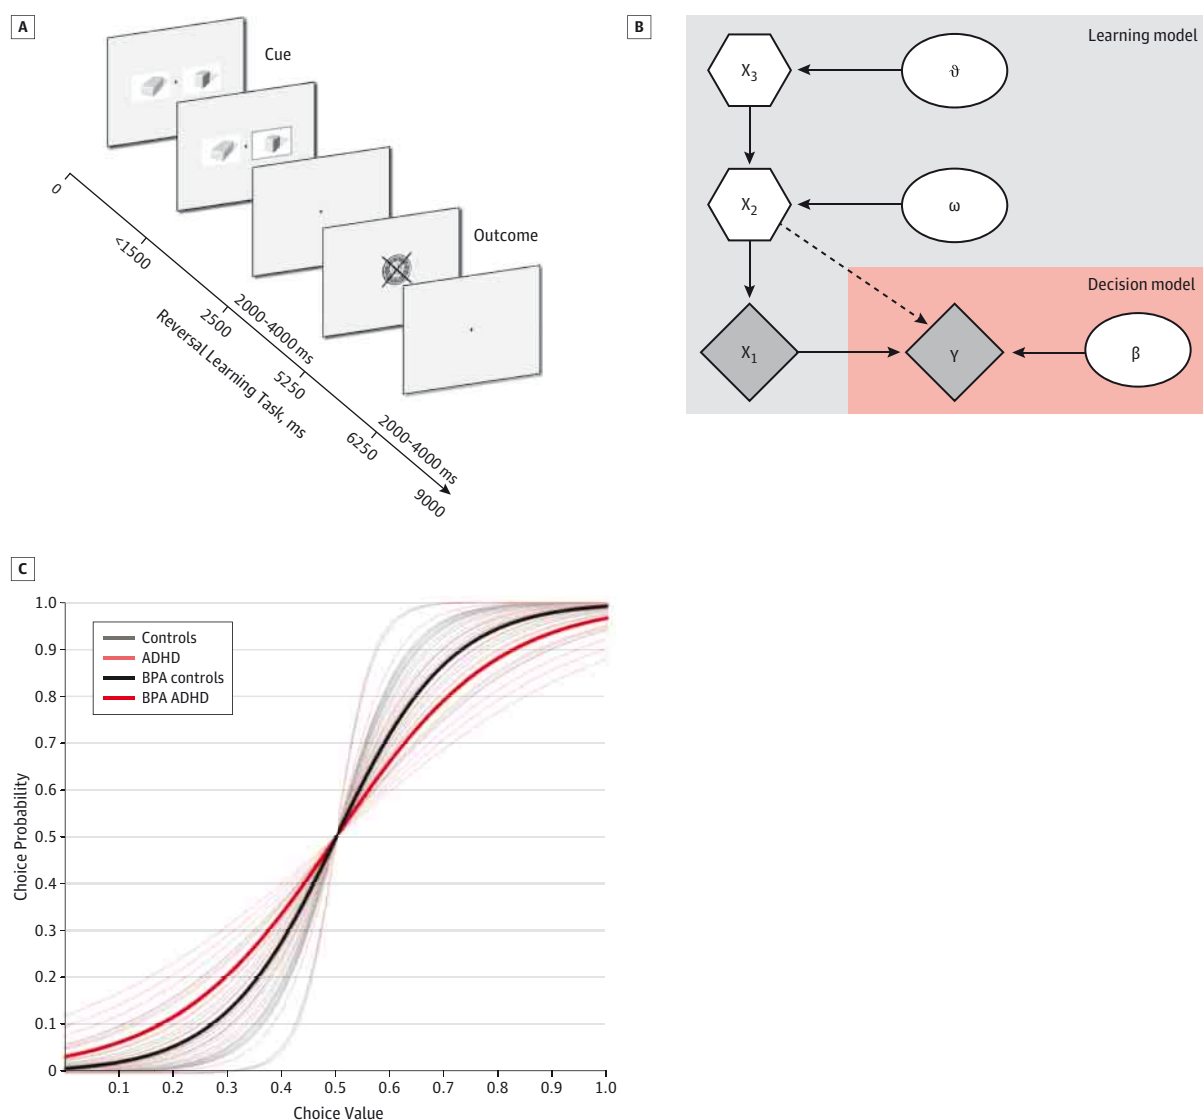 A
Cue
Outcome
0
<1500
2500
2000-4000 ms
5250
6250
2000-4000 ms
9000
Reversal Learning Task, ms
B
Learning model
X3
ϑ
X2
ω
Decision model
X1
γ
β
C
Controls
ADHD
BPA controls
BPA ADHD
1.0
0.9
0.8
0.7
0.6
0.5
0.4
0.3
0.2
0.1
0
Choice Probability
0.1 0.2 0.3 0.4 0.5 0.6 0.7 0.8 0.9 1.0
Choice Value